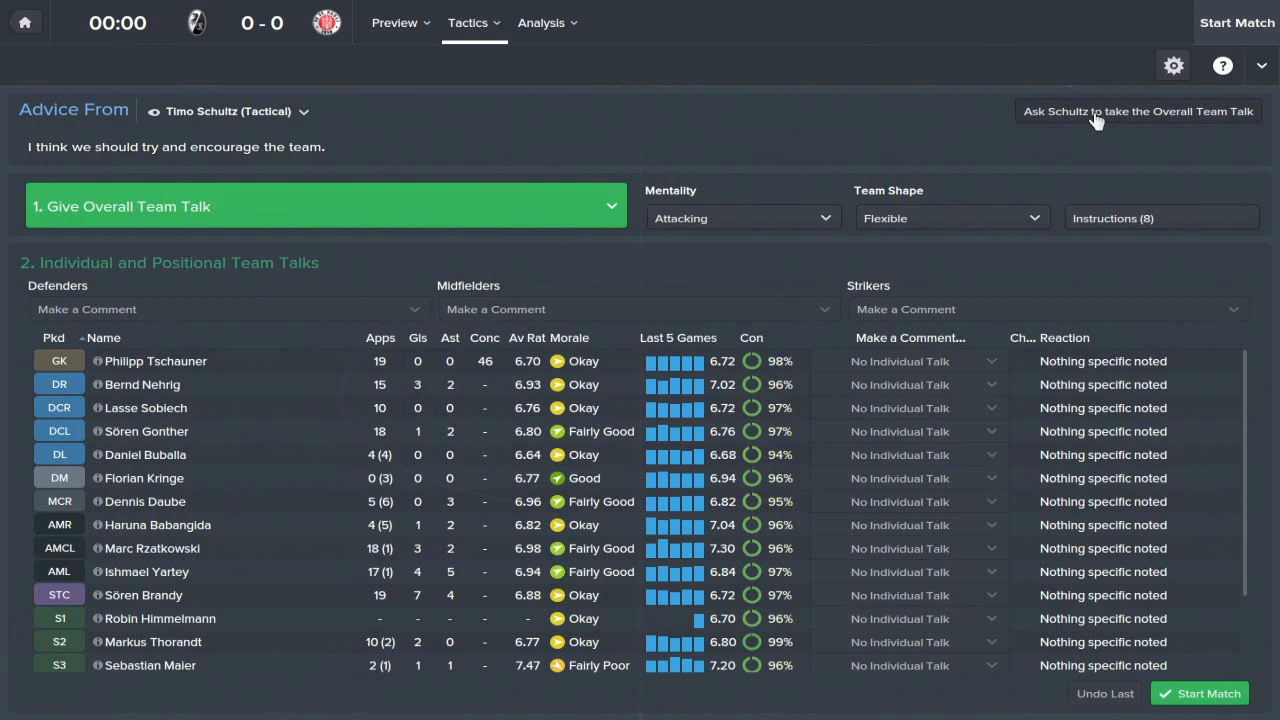 00:00 0 - 0 Preview Tactics Analysis Start Match
?
Advice From Timo Schultz (Tactical) Ask Schultz to take the Overall Team Talk
I think we should try and encourage the team.
1. Give Overall Team Talk
Mentality Team Shape
Attacking Flexible Instructions (8)
2. Individual and Positional Team Talks
Defenders Midfielders Strikers
Make a Comment Make a Comment Make a Comment
Pkd Name Apps Gls Ast Conc Av Rat Morale Last 5 Games Con Make a Comment... Ch... Reaction
GK Philipp Tschauner 19 0 0 46 6.70 Okay 6.72 98% No Individual Talk Nothing specific noted
DR Bernd Nehrig 15 3 2 - 6.93 Okay 7.02 96% No Individual Talk Nothing specific noted
DCR Lasse Sobiech 10 0 0 - 6.76 Okay 6.72 97% No Individual Talk Nothing specific noted
DCL Sören Gonther 18 1 2 - 6.80 Fairly Good 6.76 97% No Individual Talk Nothing specific noted
DL Daniel Buballa 4 (4) 0 0 - 6.64 Okay 6.68 94% No Individual Talk Nothing specific noted
DM Florian Kringe 0 (3) 0 0 - 6.77 Good 6.94 96% No Individual Talk Nothing specific noted
MCR Dennis Daube 5 (6) 0 3 - 6.96 Fairly Good 6.82 95% No Individual Talk Nothing specific noted
AMR Haruna Babangida 4 (5) 1 2 - 6.82 Okay 7.04 96% No Individual Talk Nothing specific noted
AMCL Marc Rzatkowski 18 (1) 3 2 - 6.98 Fairly Good 7.30 96% No Individual Talk Nothing specific noted
AML Ishmael Yartey 17 (1) 4 5 - 6.94 Fairly Good 6.84 97% No Individual Talk Nothing specific noted
STC Sören Brandy 19 7 4 - 6.88 Okay 6.72 97% No Individual Talk Nothing specific noted
S1 Robin Himmelmann - - - - - Okay 6.70 96% No Individual Talk Nothing specific noted
S2 Markus Thorandt 10 (2) 2 0 - 6.77 Okay 6.80 99% No Individual Talk Nothing specific noted
S3 Sebastian Maier 2 (1) 1 1 - 7.47 Fairly Poor 7.20 96% No Individual Talk Nothing specific noted
Undo Last Start Match